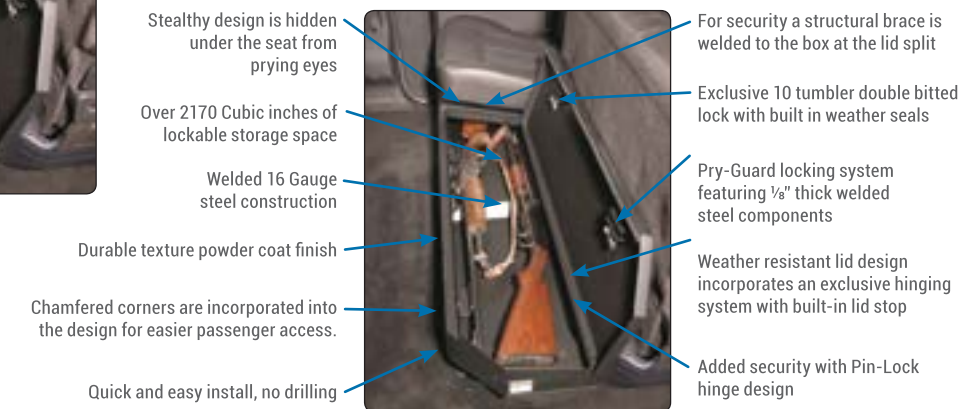 Stealthy design is hidden
under the seat from
prying eyes
Over 2170 Cubic inches of
lockable storage space
Welded 16 Gauge
steel construction
Durable texture powder coat finish
Chamfered corners are incorporated into
the design for easier passenger access.
Quick and easy install, no drilling
For security a structural brace is
welded to the box at the lid split
Exclusive 10 tumbler double bitted
lock with built in weather seals
Pry-Guard locking system
featuring ⅛" thick welded
steel components
Weather resistant lid design
incorporates an exclusive hinging
system with built-in lid stop
Added security with Pin-Lock
hinge design